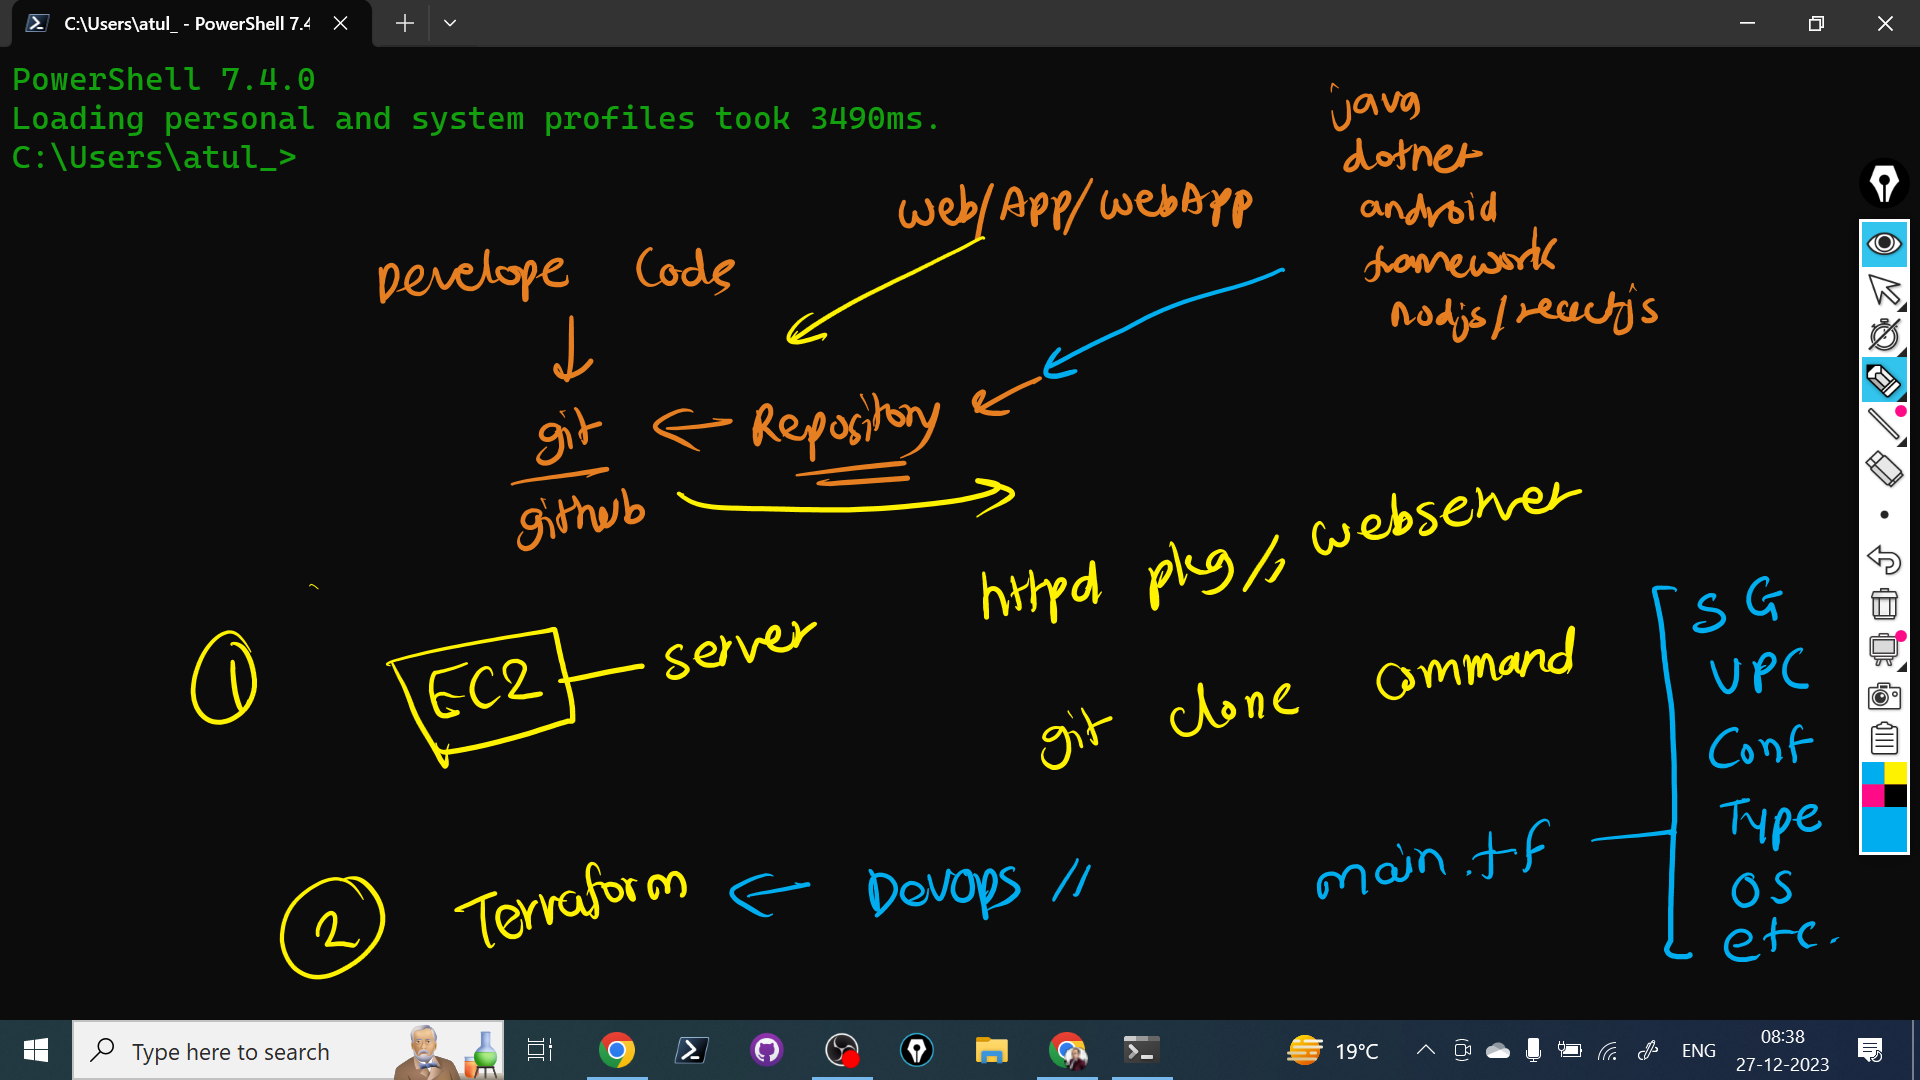 C:\Users\atul_ - PowerShell 7.4
PowerShell 7.4.0
Loading personal and system profiles took 3490ms.
C:\Users\atul_>
java
dotnet
android
framework
nodjs/reactjs
web/App/webApp
Develope Code
git
github
Repository
httpd pkg// webserver
1
EC2
server
git clone command
SG
VPC
Conf
Type
OS
etc.
main.tf
2
Terraform
Devops //
Type here to search
19°C
ENG
08:38
27-12-2023